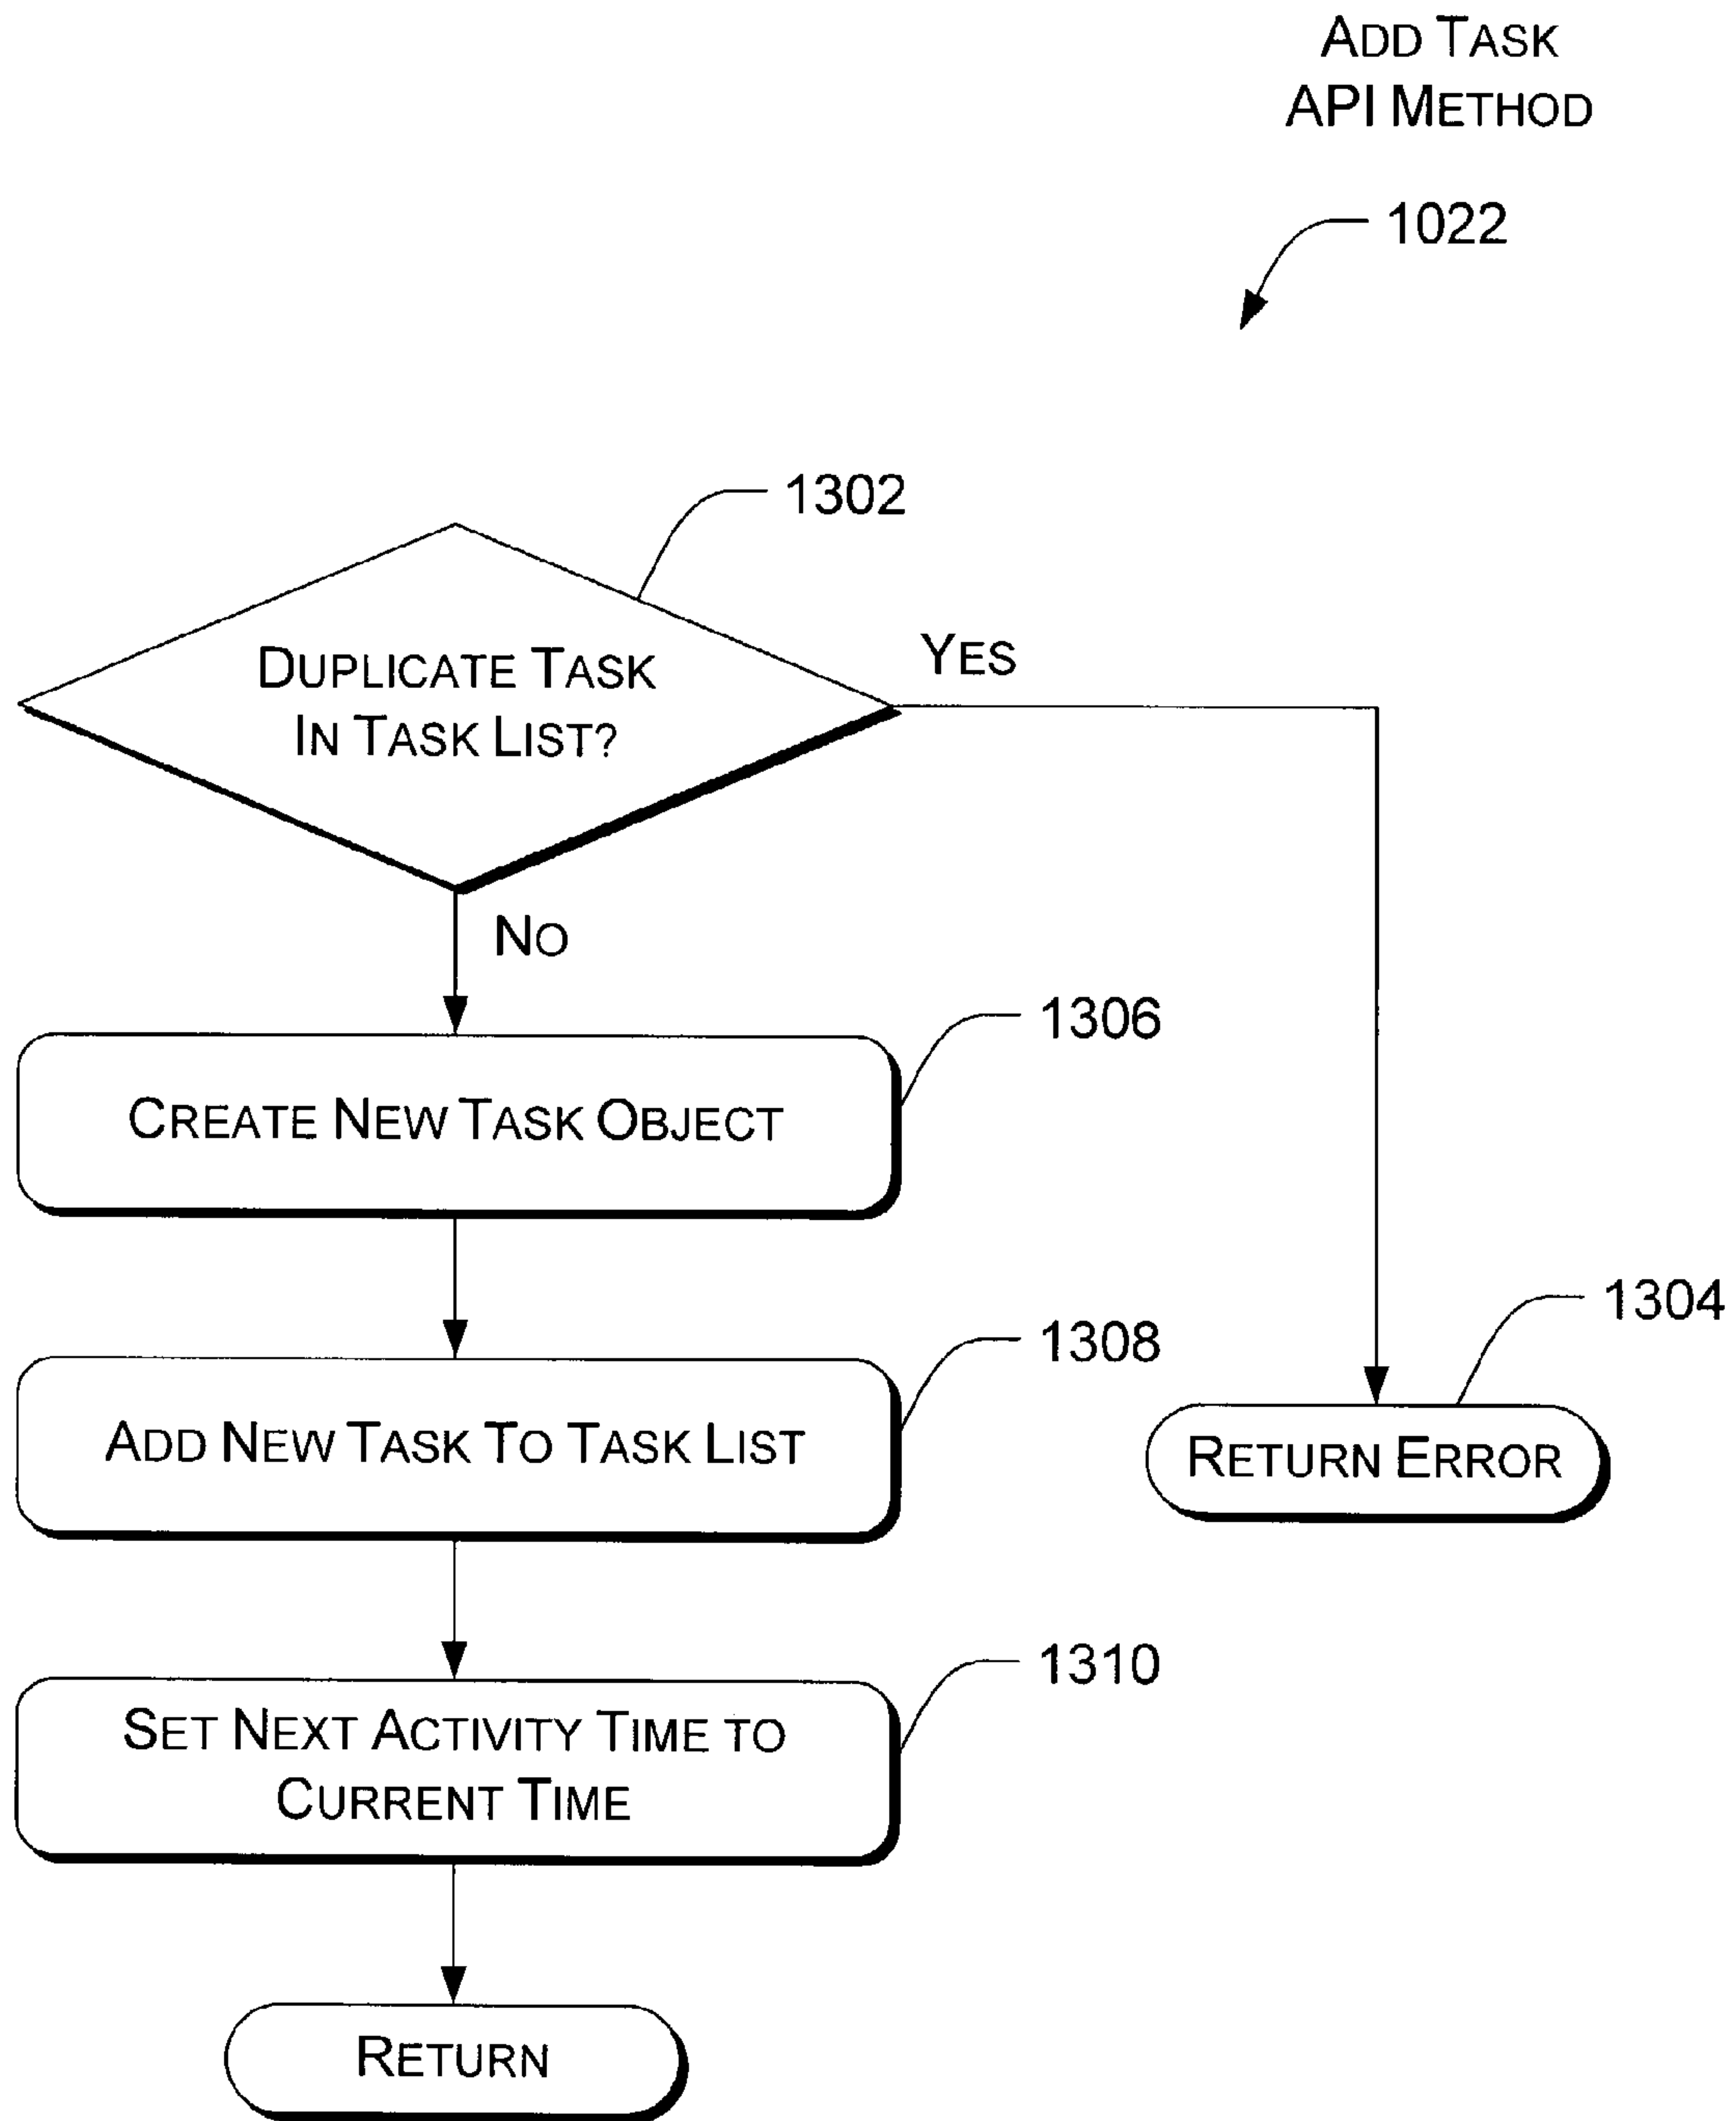 ADD TASK
API METHOD
1022
1302
DUPLICATE TASK
IN TASK LIST?
YES
NO
1306
CREATE NEW TASK OBJECT
1304
1308
ADD NEW TASK TO TASK LIST
RETURN ERROR
1310
SET NEXT ACTIVITY TIME TO
CURRENT TIME
RETURN